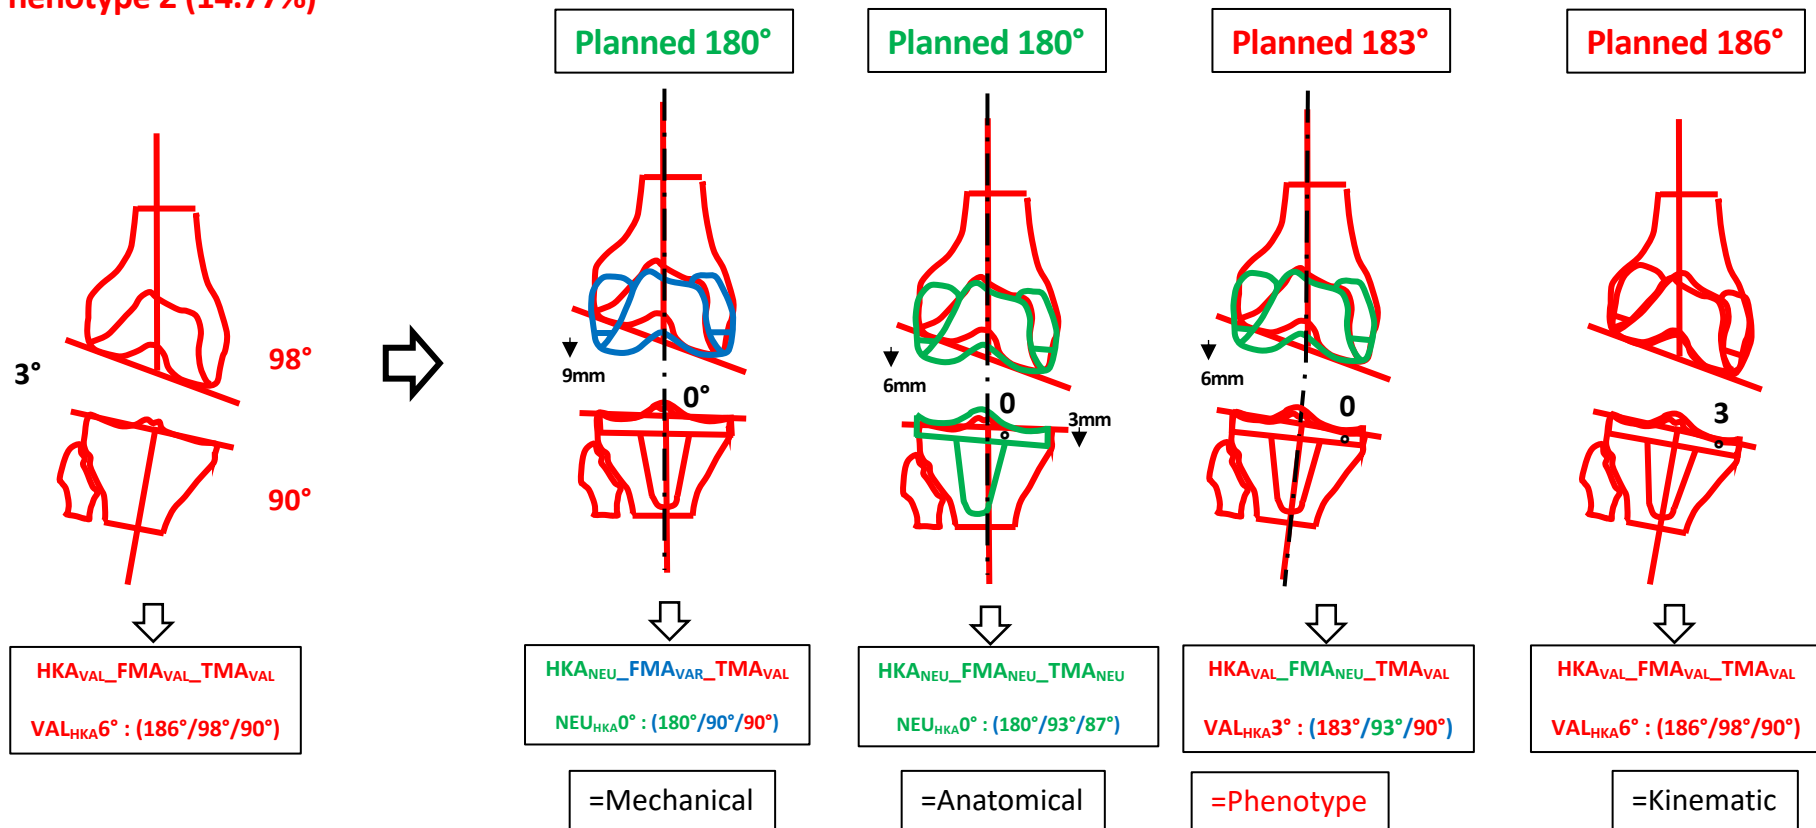 henotype 2 (14.77%)
Planned 180°
Planned 180°
Planned 183°
Planned 186°
3°
98°
90°
9mm
0°
6mm
0
3mm
6mm
0
3
HKAVAL_FMAVAL_TMAVAL
VALHKA6° : (186°/98°/90°)
HKANEU_FMAVAR_TMAVAL
NEUHKA0° : (180°/90°/90°)
HKANEU_FMANEU_TMANEU
NEUHKA0° : (180°/93°/87°)
HKAVAL_FMANEU_TMAVAL
VALHKA3° : (183°/93°/90°)
HKAVAL_FMAVAL_TMAVAL
VALHKA6° : (186°/98°/90°)
=Mechanical
=Anatomical
=Phenotype
=Kinematic